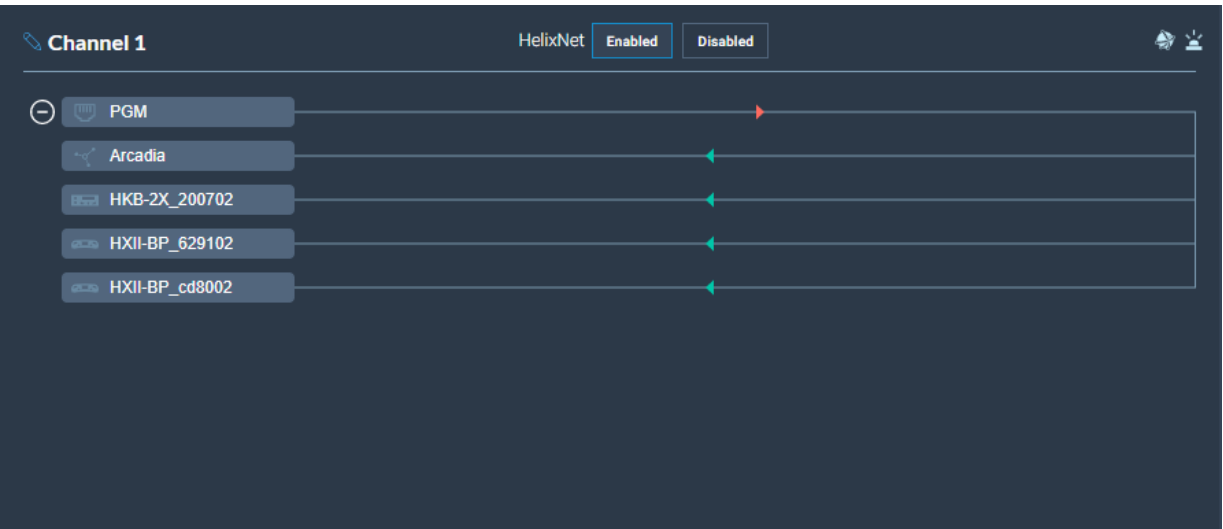 Channel 1 HelixNet Enabled Disabled
PGM
Arcadia
HKB-2X_200702
HXII-BP_629102
HXII-BP_cd8002